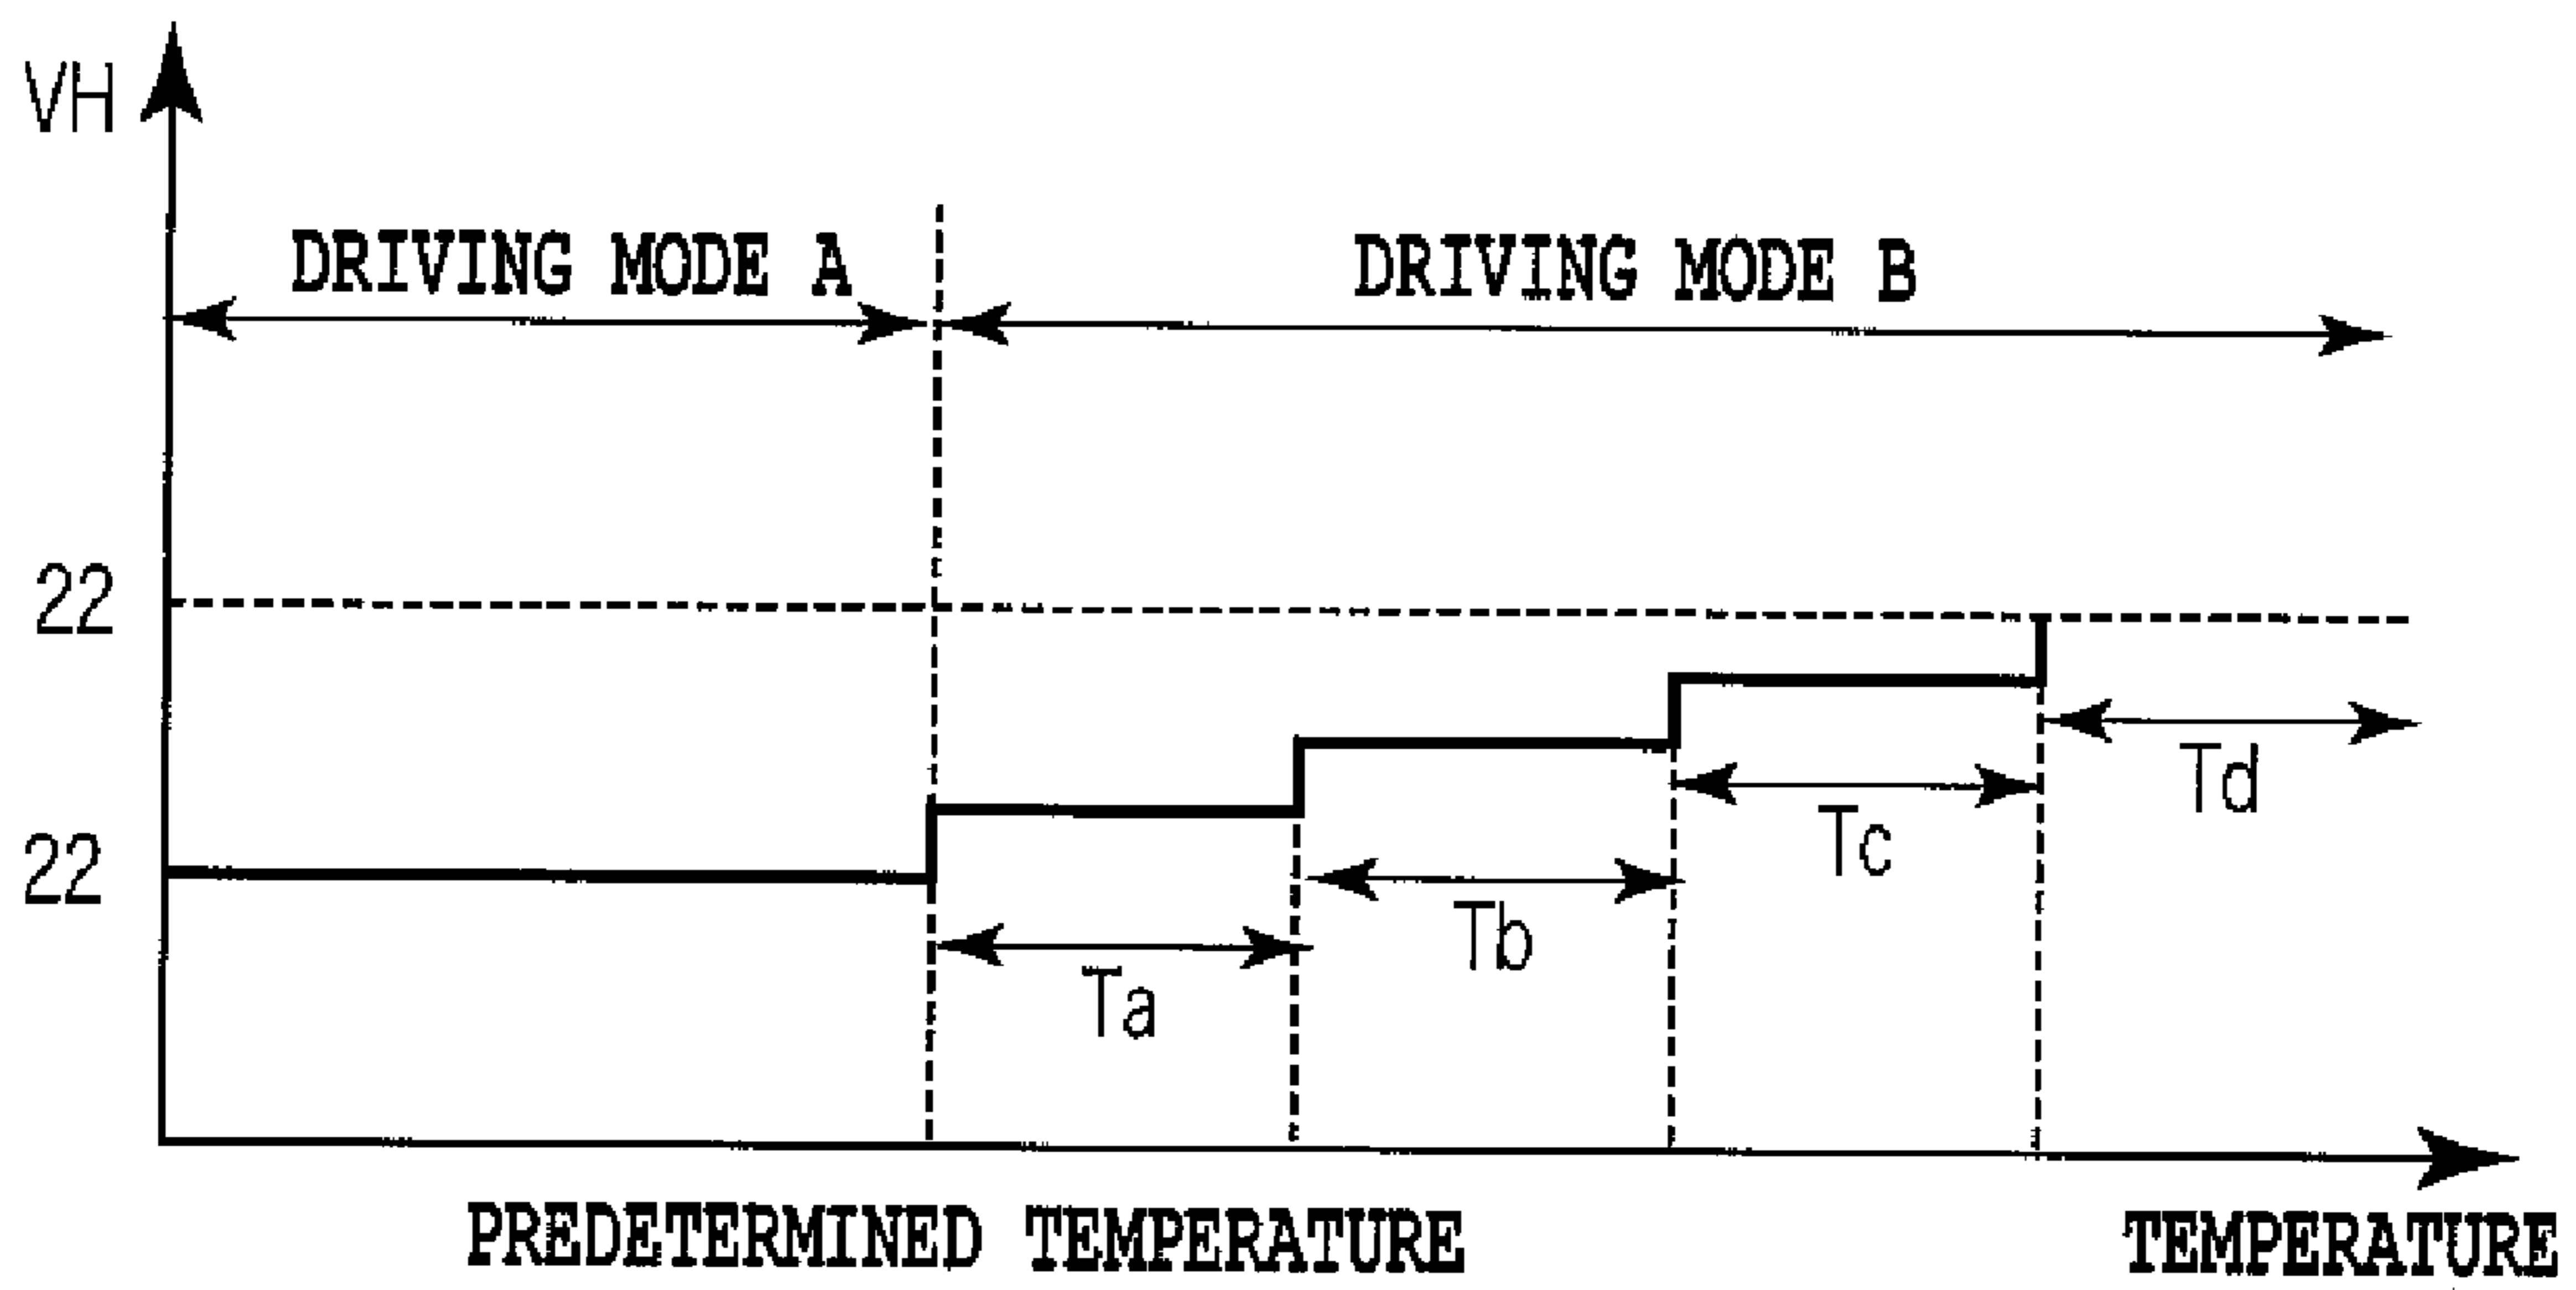 VH
DRIVING MODE A
DRIVING MODE B
22
22
Td
Tc
Tb
Ta
PREDETERMINED TEMPERATURE
TEMPERATURE